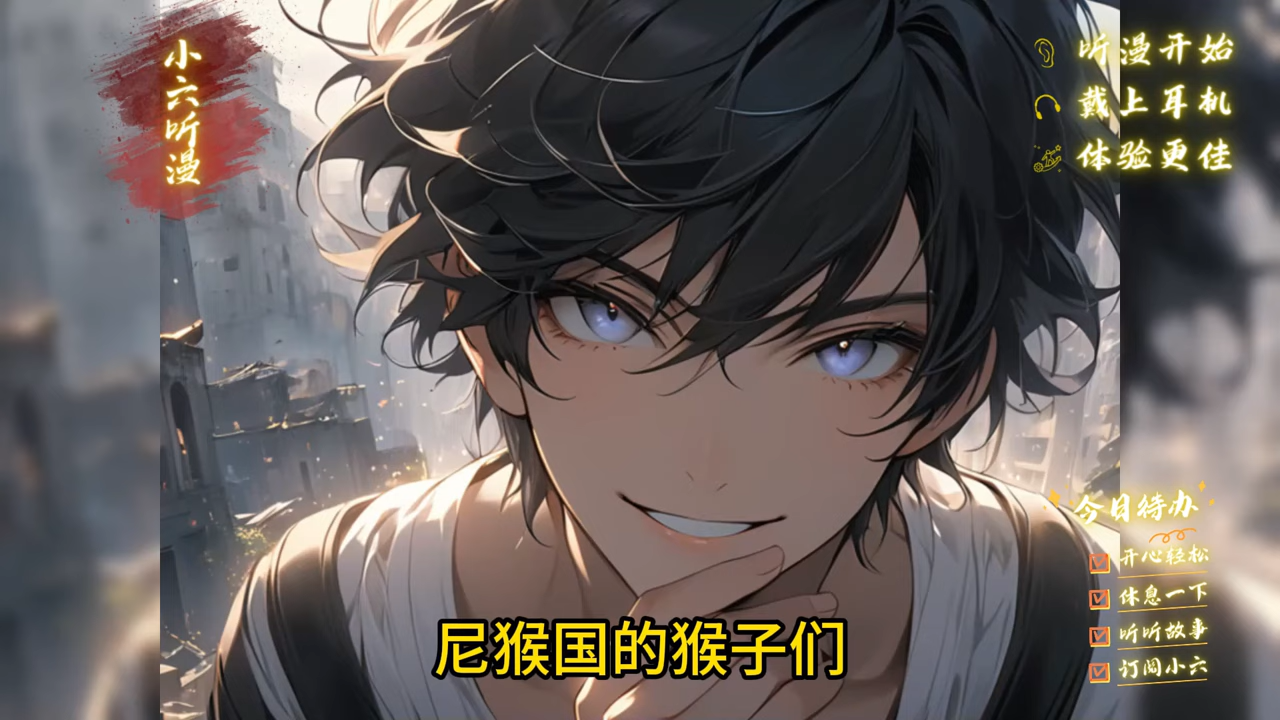 小六听漫
听漫开始
戴上耳机
体验更佳
今日待办
开心轻松
休息一下
听听故事
订阅小六
尼猴国的猴子们